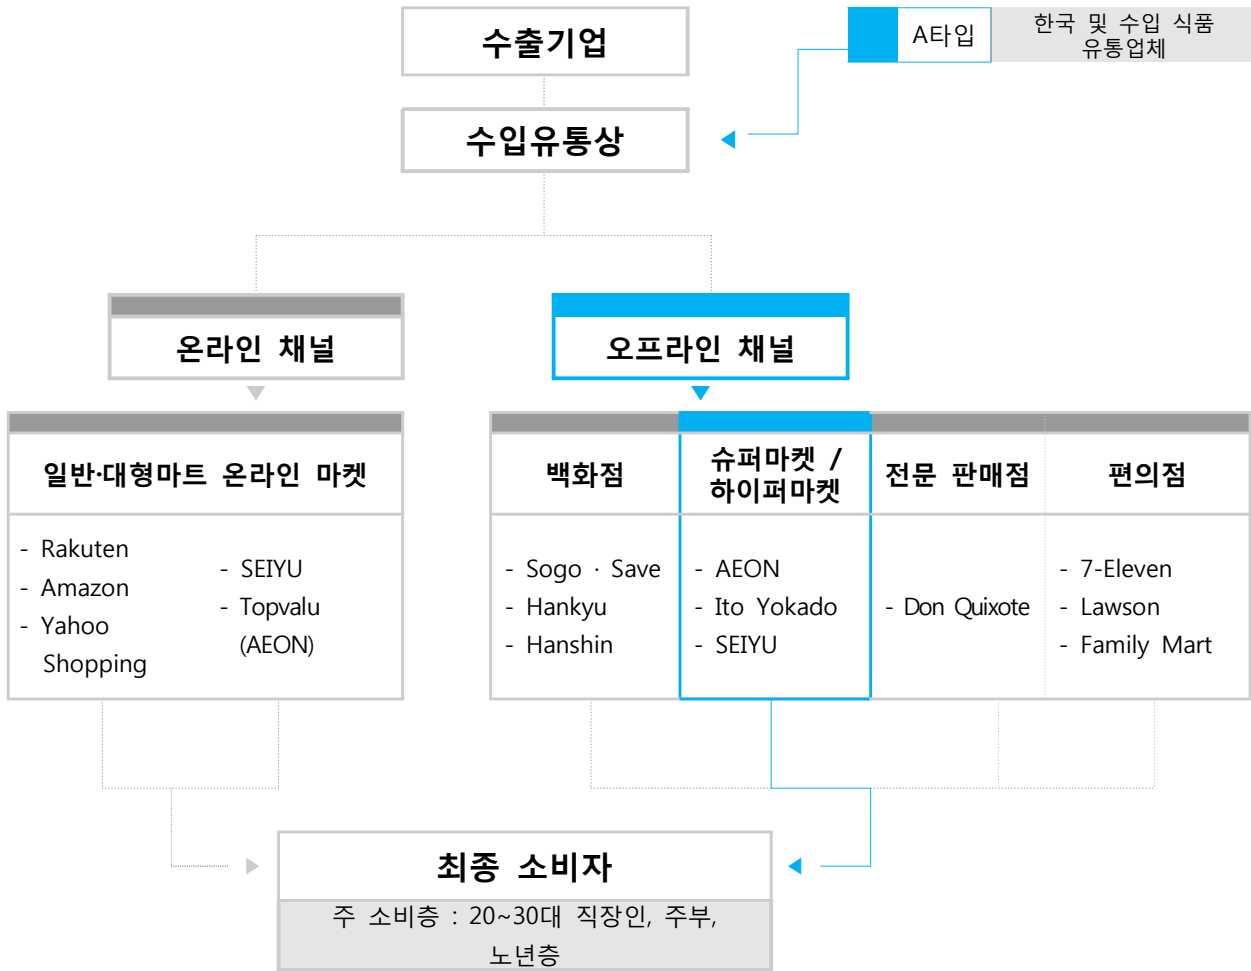 수출기업
A타입
한국 및 수입 식품
유통업체
수입유통상
온라인 채널
오프라인 채널
일반·대형마트 온라인 마켓
- Rakuten
- Amazon
- Yahoo
Shopping
- SEIYU
- Topvalu
(AEON)
백화점
- Sogo · Save
- Hankyu
- Hanshin
슈퍼마켓 /
하이퍼마켓
- AEON
- Ito Yokado
- SEIYU
전문 판매점
- Don Quixote
편의점
- 7-Eleven
- Lawson
- Family Mart
최종 소비자
주 소비층 : 20~30대 직장인, 주부,
노년층